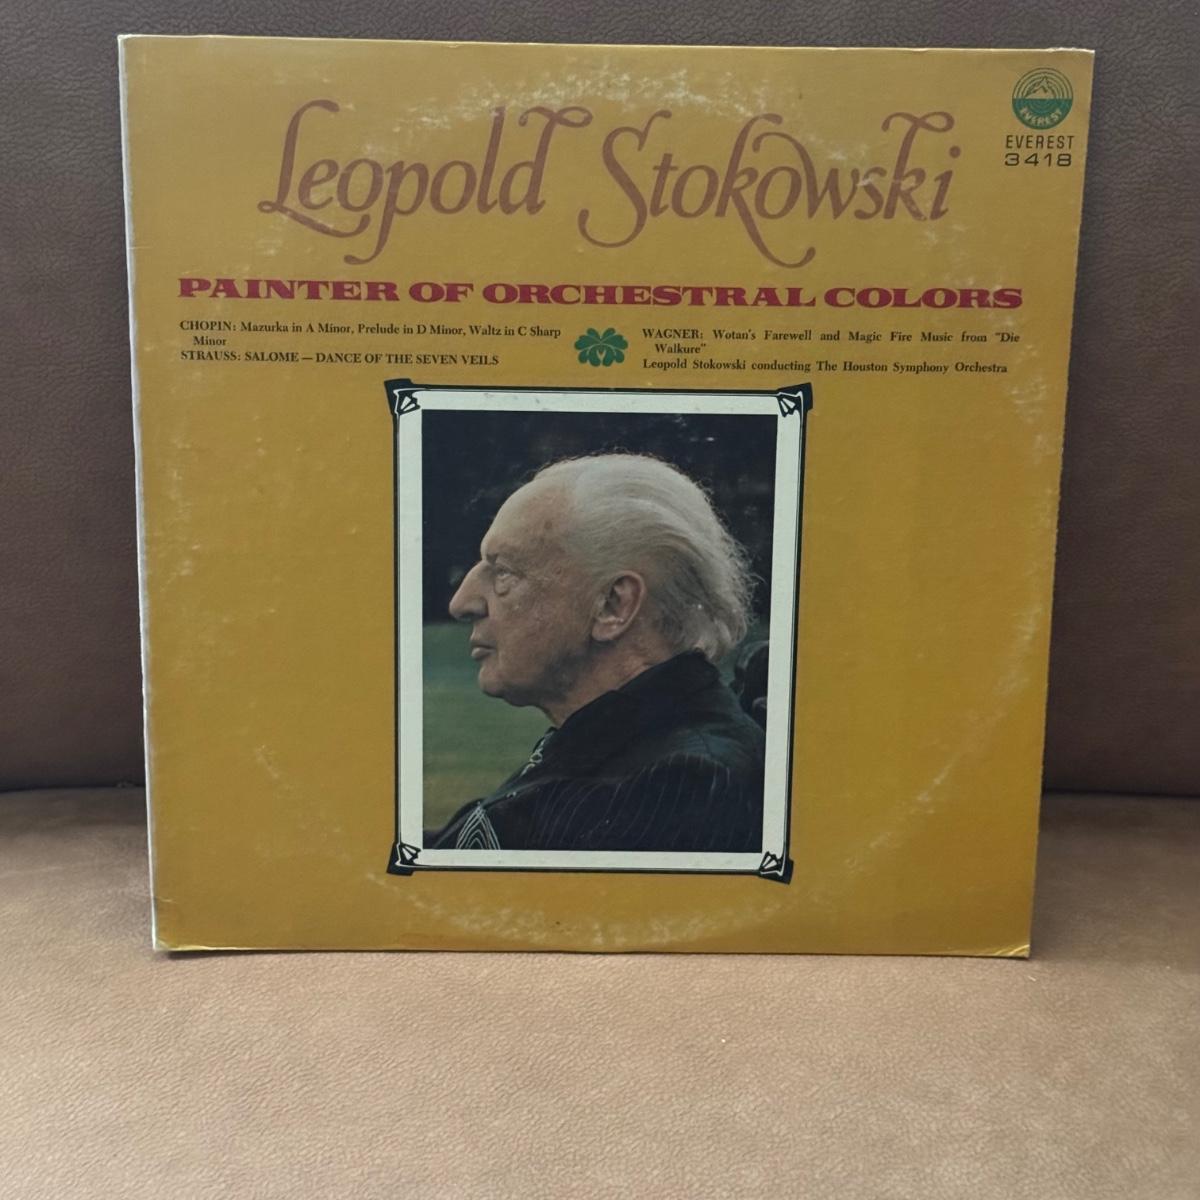 EVEREST
EVEREST
3418
Leopold Stokowski
PAINTER OF ORCHESTRAL COLORS
CHOPIN: Mazurka in A Minor, Prelude in D Minor, Waltz in C Sharp
Minor
STRAUSS: SALOME — DANCE OF THE SEVEN VEILS
WAGNER: Wotan's Farewell and Magic Fire Music from "Die
Walkure"
Leopold Stokowski conducting The Houston Symphony Orchestra